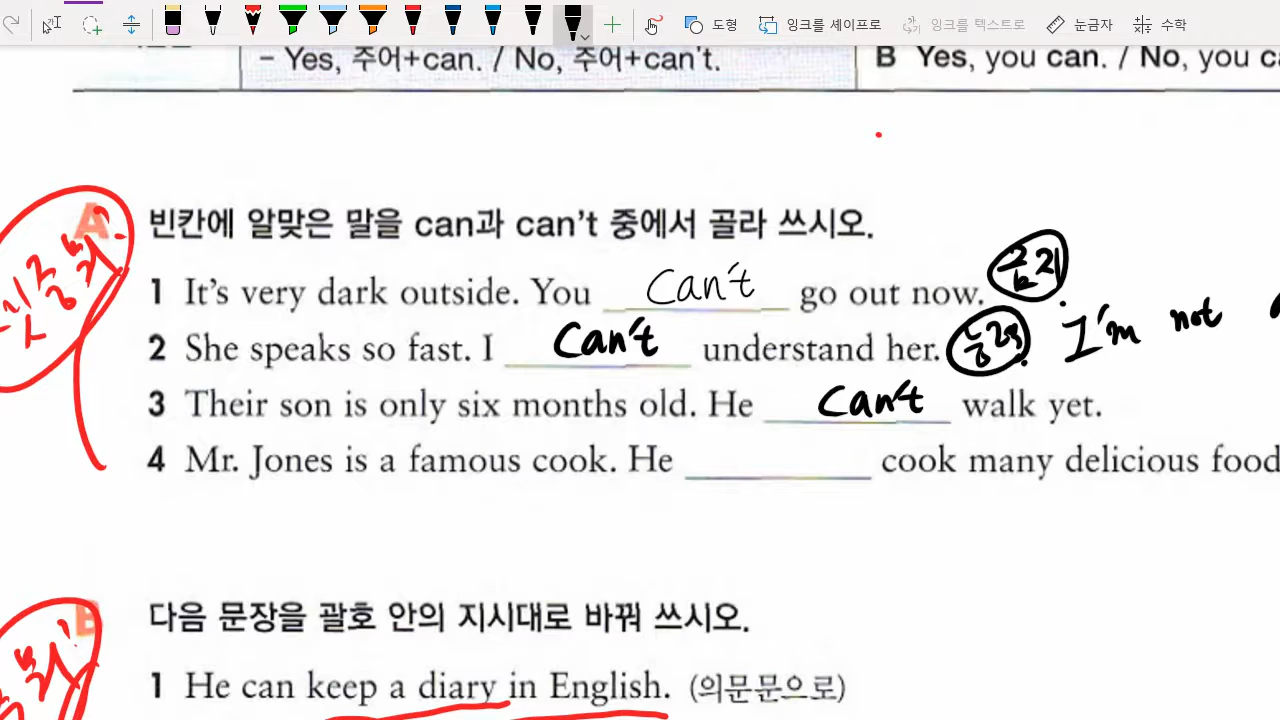 도형 잉크를 셰이프로 잉크를 텍스트로 눈금자 수학
– Yes, 주어+can. / No, 주어+can't.
B Yes, you can. / No, you ca
A
빈칸에 알맞은 말을 can과 can't 중에서 골라 쓰시오.
1 It's very dark outside. You can't go out now. 금지
2 She speaks so fast. I can't understand her. 능력. I'm not
3 Their son is only six months old. He can't walk yet.
4 Mr. Jones is a famous cook. He ________ cook many delicious food
B
다음 문장을 괄호 안의 지시대로 바꿔 쓰시오.
1 He can keep a diary in English. (의문문으로)